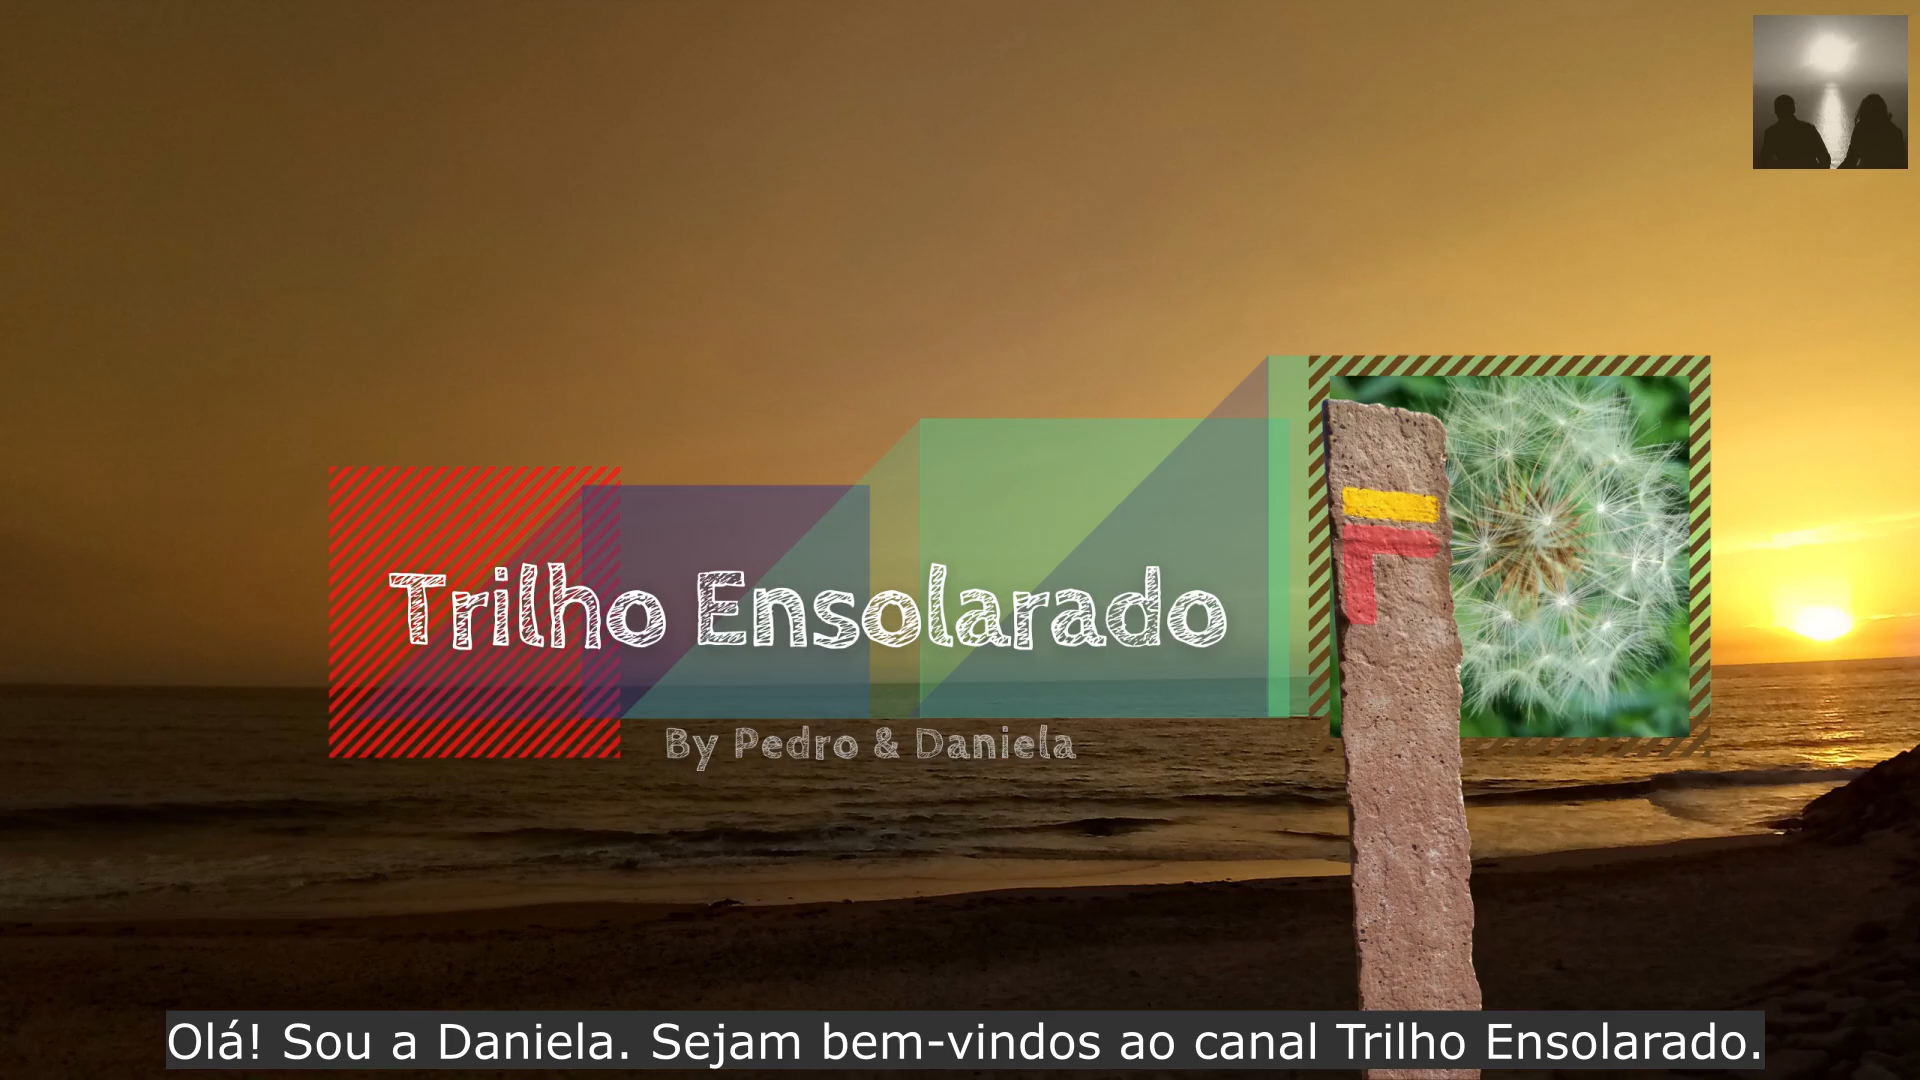 Trilho Ensolarado
By Pedro & Daniela
Olá! Sou a Daniela. Sejam bem-vindos ao canal Trilho Ensolarado.